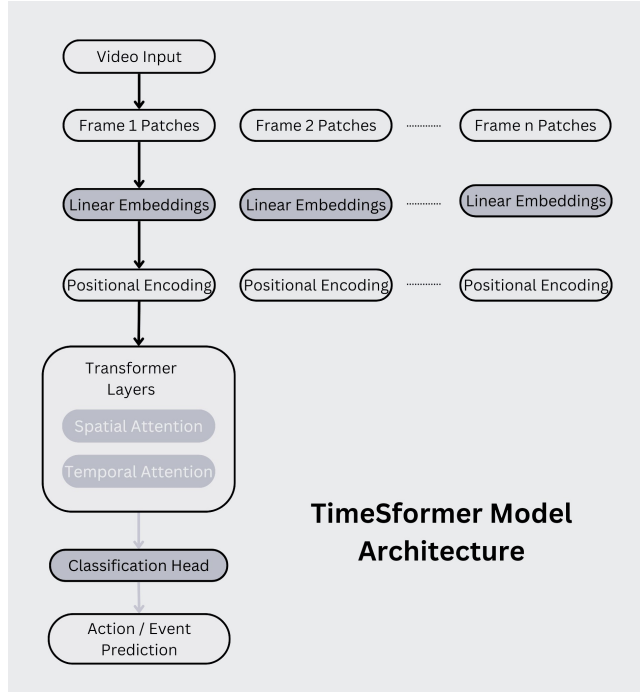 Video Input
Frame 1 Patches
Frame 2 Patches
Frame n Patches
Linear Embeddings
Linear Embeddings
Linear Embeddings
Positional Encoding
Positional Encoding
Positional Encoding
Transformer
Layers
Spatial Attention
Temporal Attention
TimeSformer Model
Architecture
Classification Head
Action / Event
Prediction